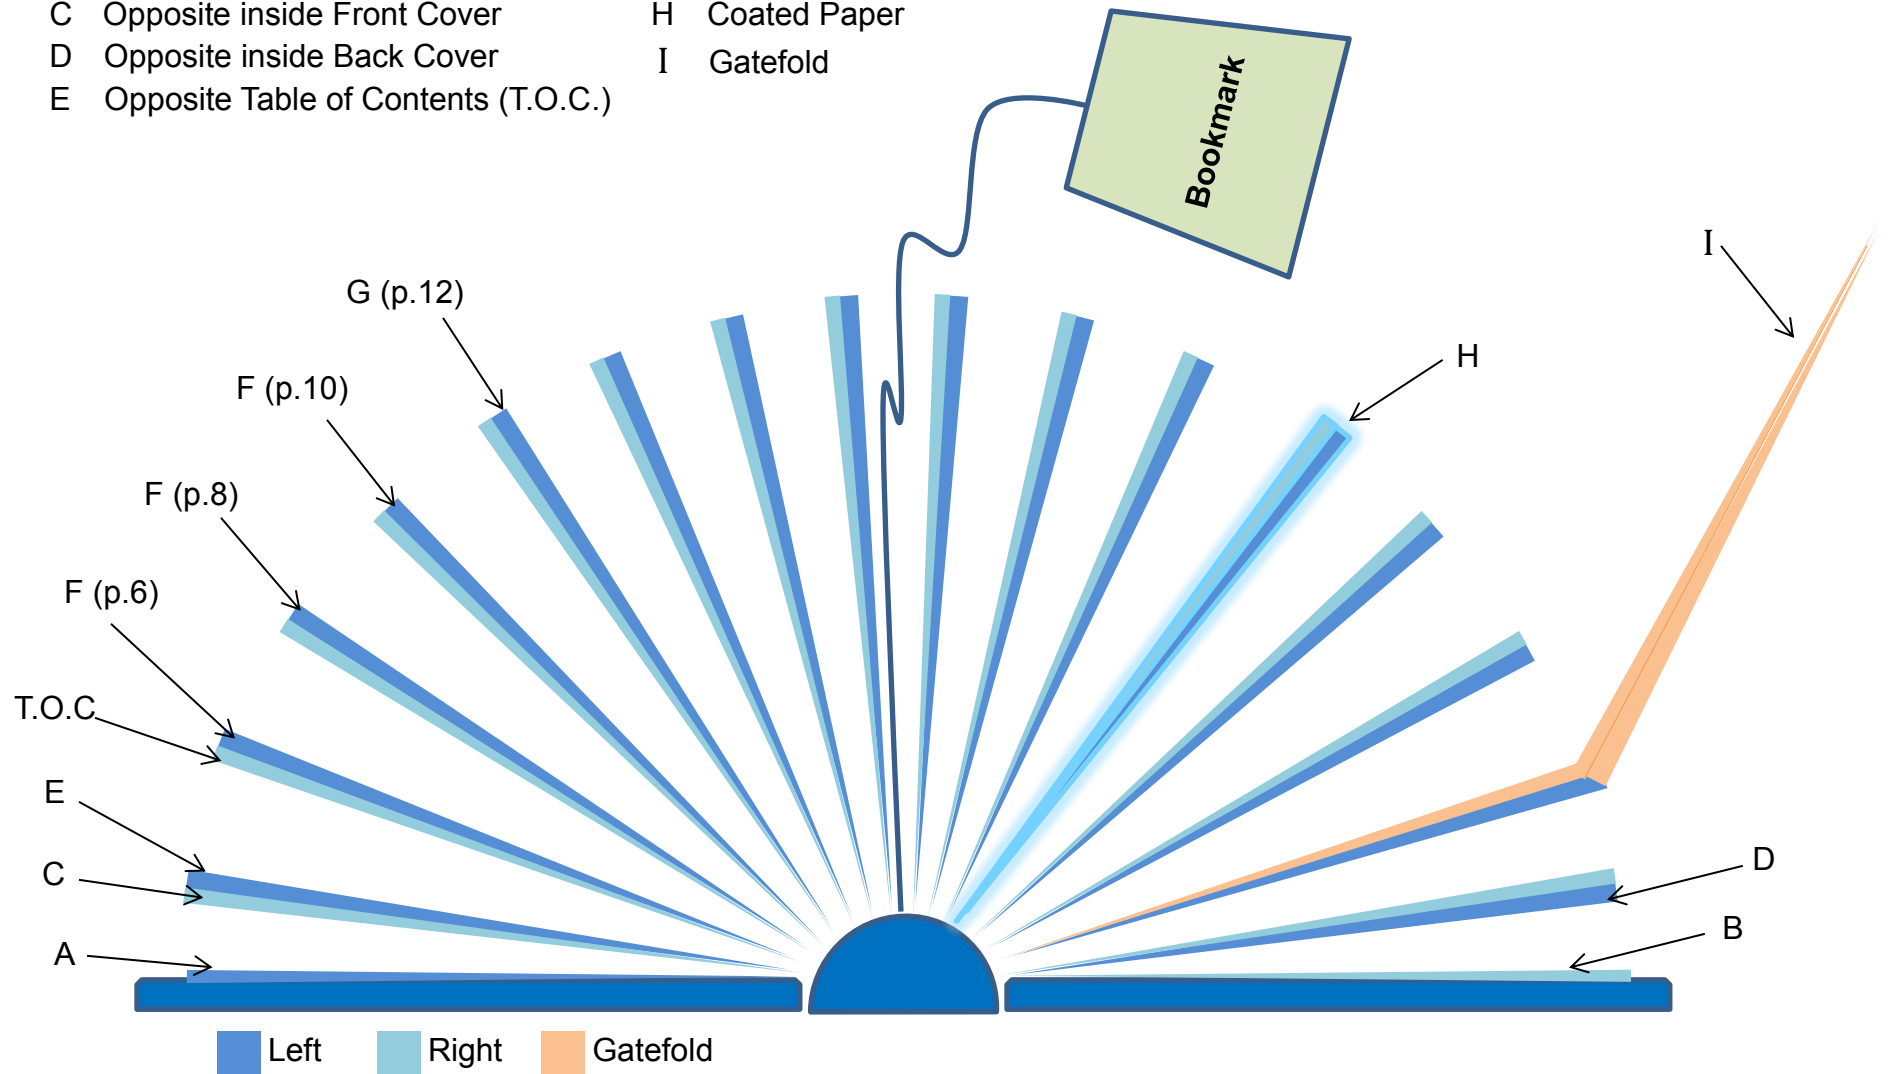 C Opposite inside Front Cover
D Opposite inside Back Cover
E Opposite Table of Contents (T.O.C.)
H Coated Paper
I Gatefold
Bookmark
I
G (p.12)
H
F (p.10)
F (p.8)
F (p.6)
T.O.C
E
C
A
D
B
Left
Right
Gatefold